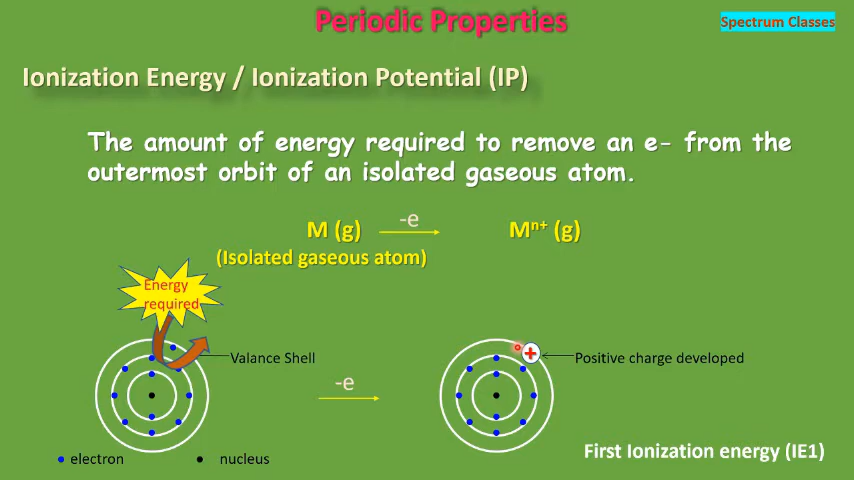 Periodic Properties
Spectrum Classes
Ionization Energy / Ionization Potential (IP)
The amount of energy required to remove an e- from the
outermost orbit of an isolated gaseous atom.
M (g) -e Mⁿ⁺ (g)
(Isolated gaseous atom)
Energy
required
Valance Shell
+
Positive charge developed
-e
First Ionization energy (IE1)
electron nucleus